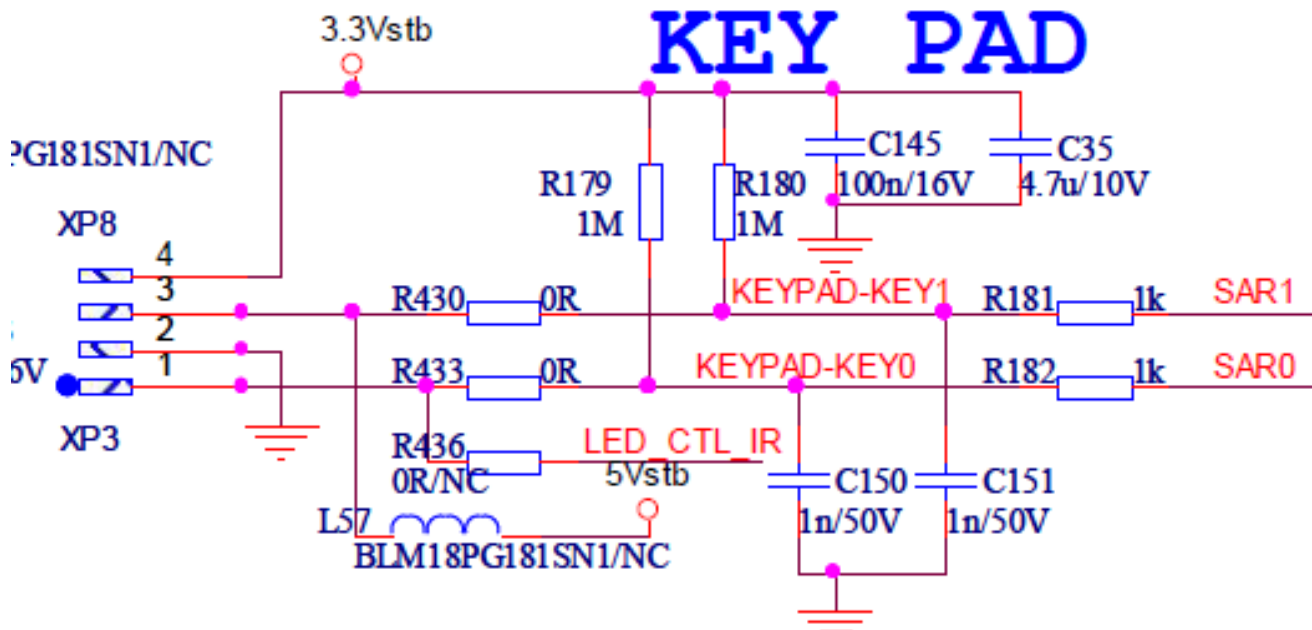 KEY PAD
3.3Vstb
PG181SN1/NC
C145
100n/16V
C35
4.7u/10V
R179
1M
R180
1M
XP8
4
3
2
1
6V
XP3
R430
0R
KEYPAD-KEY1
R181
1k
SAR1
R433
0R
KEYPAD-KEY0
R182
1k
SAR0
R436
0R/NC
LED_CTL_IR
5Vstb
C150
1n/50V
C151
1n/50V
L57
BLM18PG181SN1/NC